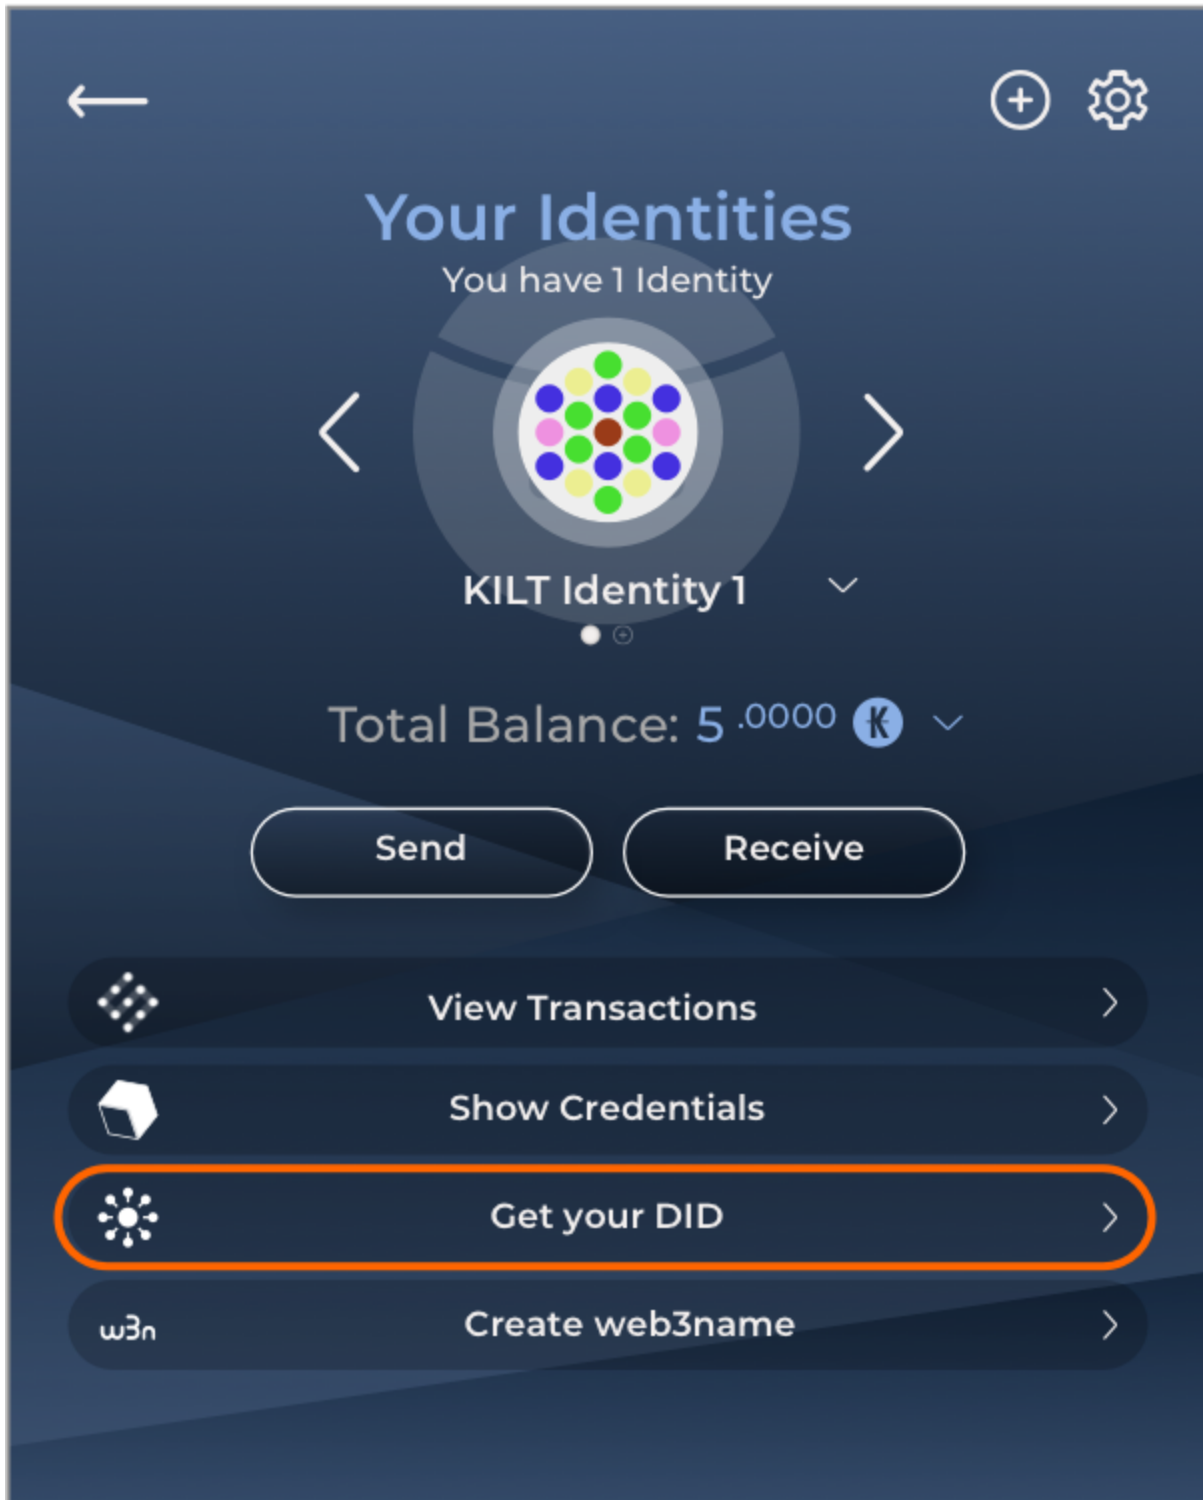 Your Identities
You have 1 Identity
KILT Identity 1
Total Balance: 5 .0000 K
Send
Receive
View Transactions
Show Credentials
Get your DID
w3n
Create web3name